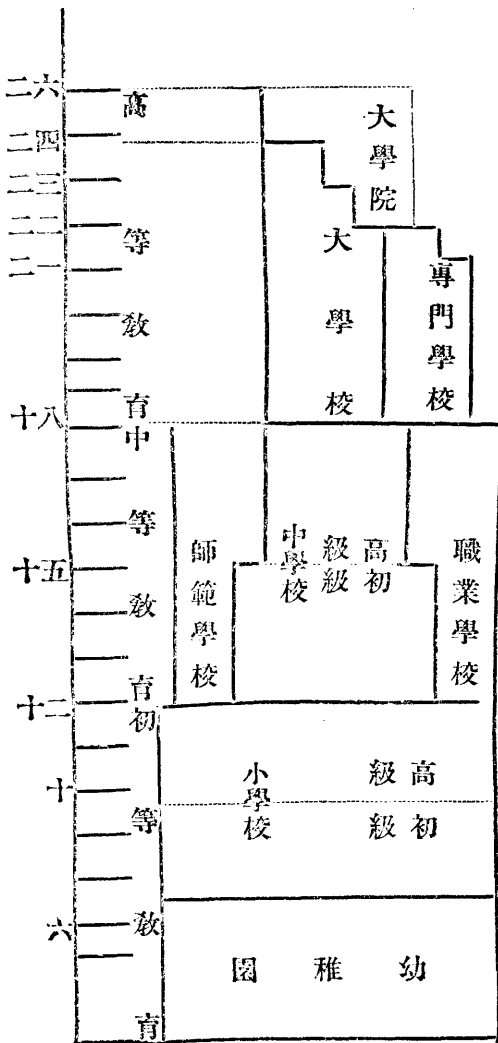 二六
二四
二三
二二
二一
十八
十五
十二
十
六
高等教育
中等教育
初等教育
大學院
大學校
專門學校
師範學校
高級
初級
中學校
職業學校
高級
初級
小學校
幼稚園